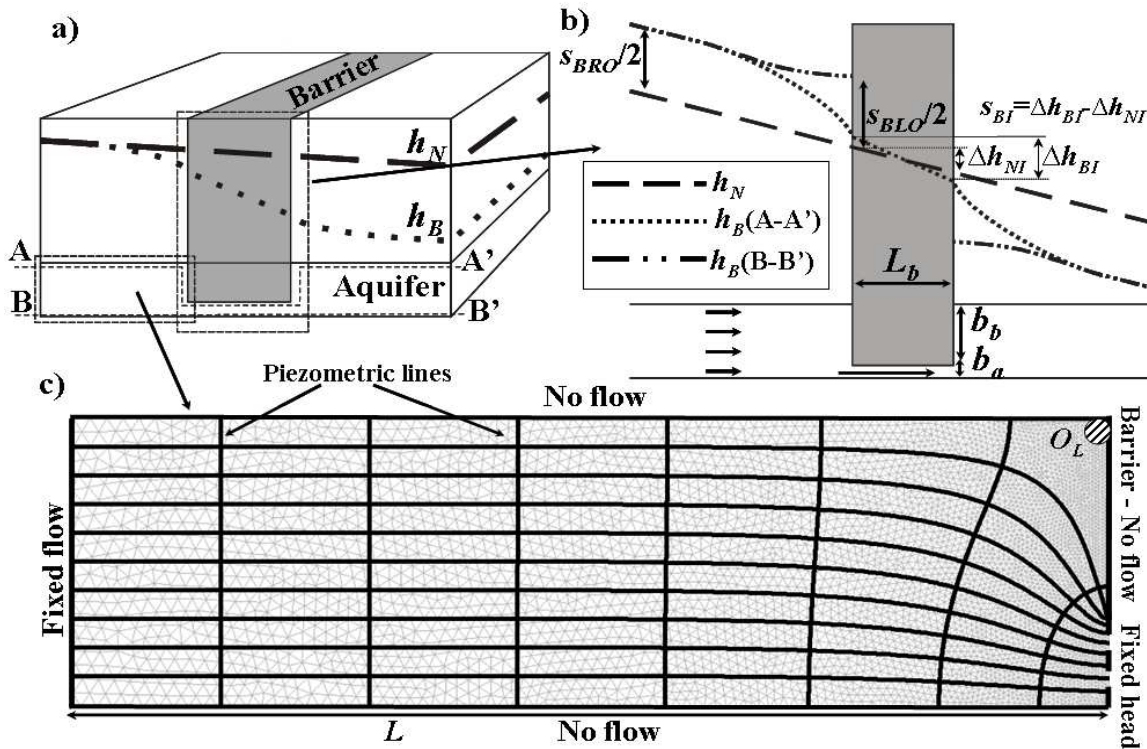 a)
Barrier
h_N
h_B
A
A'
B
Aquifer
B'
b)
s_BRO/2
s_BLO/2
s_BI=Δh_BI-Δh_NI
Δh_NI
Δh_BI
h_N
h_B(A-A')
h_B(B-B')
L_b
b_b
b_a
c)
Piezometric lines
No flow
O_L
Fixed flow
Barrier - No flow
Fixed head
L
No flow